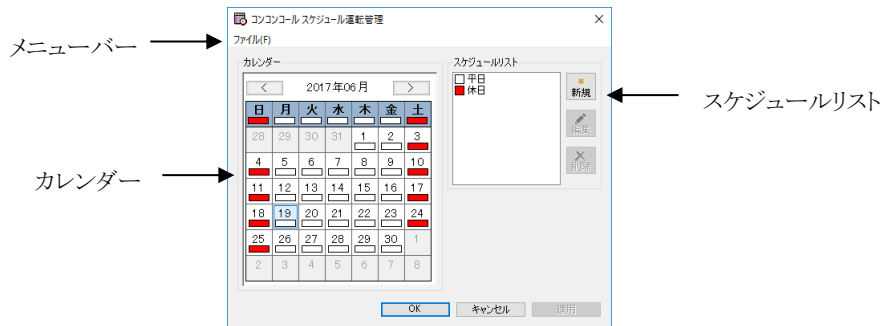 コンコンコール スケジュール運転管理
メニューバー
ファイル(F)
カレンダー
2017年06月
日 月 火 水 木 金 土
28 29 30 31 1 2 3
4 5 6 7 8 9 10
11 12 13 14 15 16 17
18 19 20 21 22 23 24
25 26 27 28 29 30 1
2 3 4 5 6 7 8
カレンダー
スケジュールリスト
平日
休日
新規
編集
削除
スケジュールリスト
OK キャンセル 適用